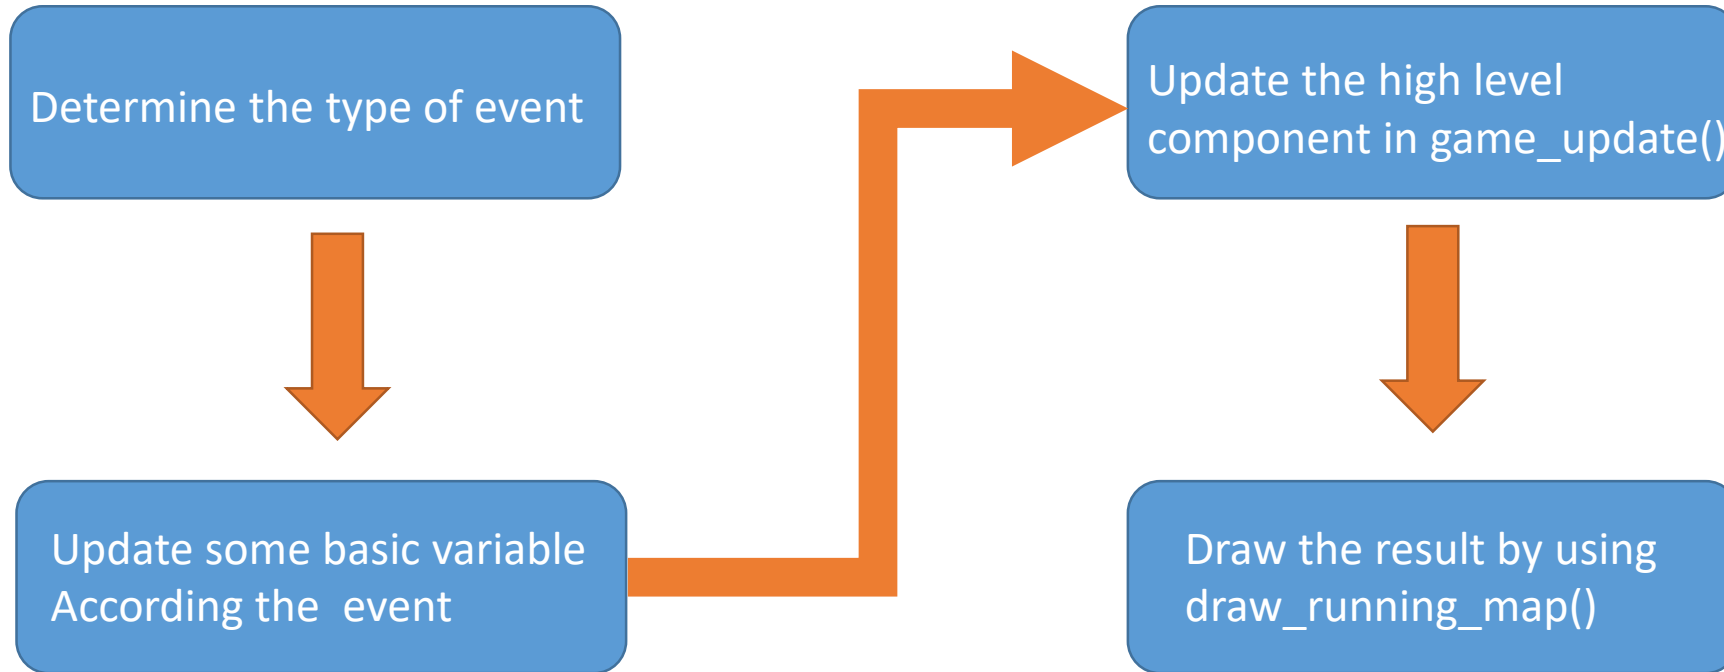 Determine the type of event
Update some basic variable
According the  event
Update the high level
component in game_update()
Draw the result by using
draw_running_map()